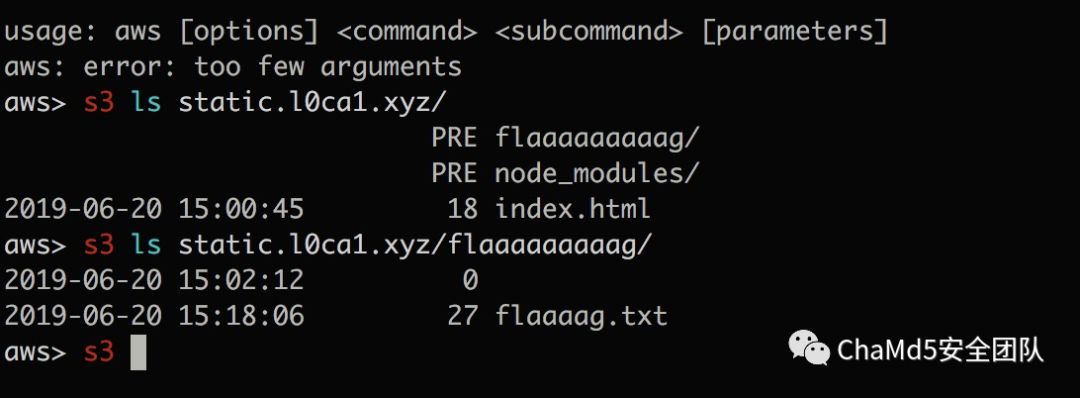 usage: aws [options] <command> <subcommand> [parameters]
aws: error: too few arguments
aws> s3 ls static.l0ca1.xyz/
PRE flaaaaaaaaag/
PRE node_modules/
2019-06-20 15:00:45 18 index.html
aws> s3 ls static.l0ca1.xyz/flaaaaaaaaag/
2019-06-20 15:02:12 0
2019-06-20 15:18:06 27 flaaaag.txt
aws> s3
ChaMd5安全团队